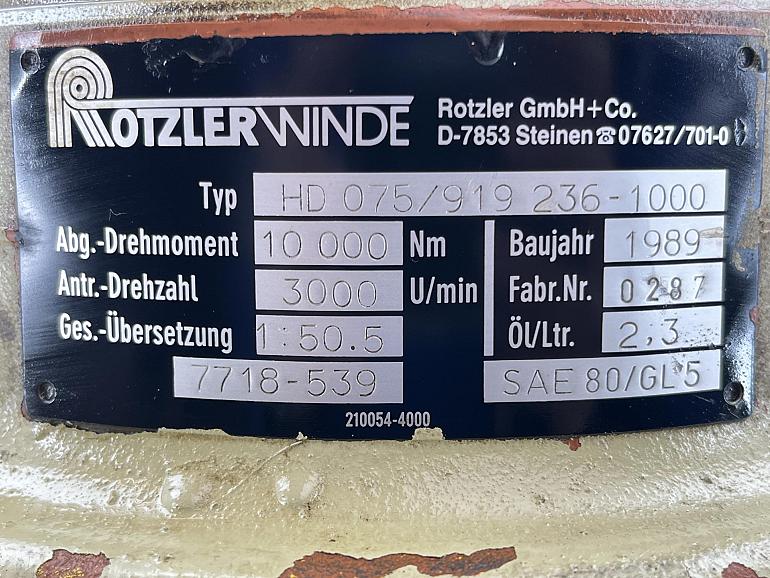 ROTZLER WINDE
Rotzler GmbH+Co.
D-7853 Steinen ☎ 07627/701-0
Typ HD 075/919 236-1000
Abg.-Drehmoment 10 000 Nm
Baujahr 1989
Antr.-Drehzahl 3000 U/min
Fabr.Nr. 0287
Ges.-Übersetzung 1:50.5
Öl/Ltr. 2,3
7718-539
SAE 80/GL 5
210054-4000